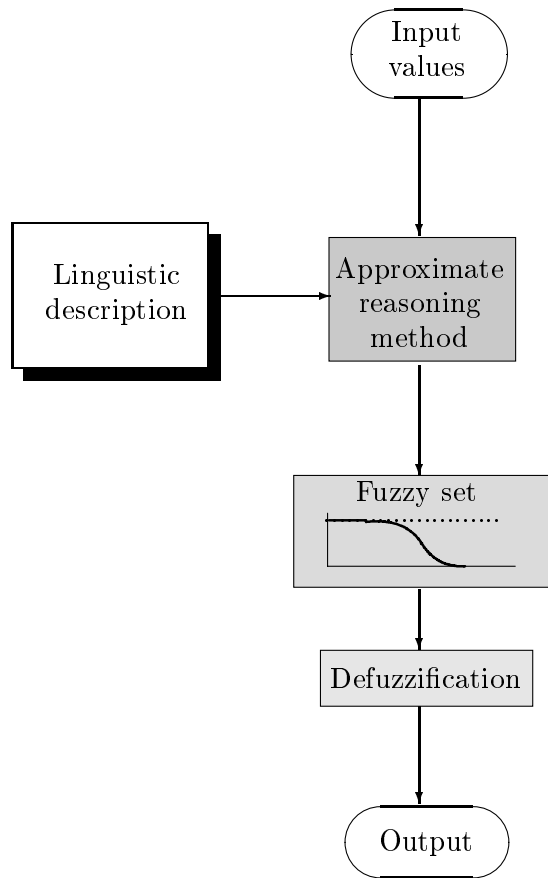 Input
values
Linguistic
description
Approximate
reasoning
method
Fuzzy set
Defuzzification
Output